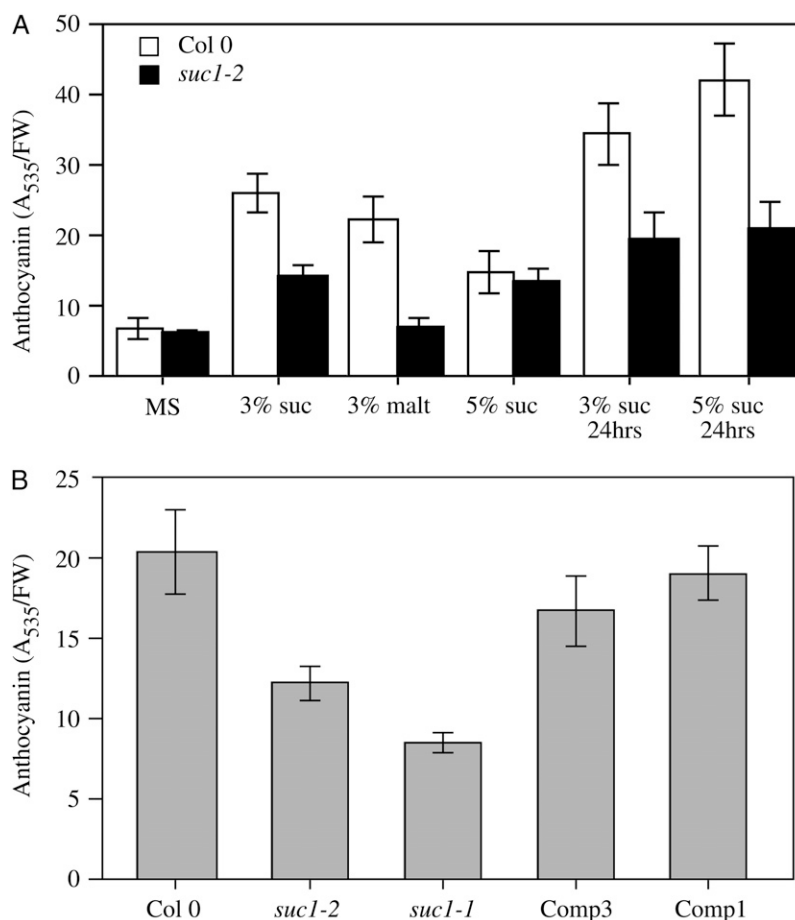 A
50
40
30
20
10
0
Anthocyanin (A535/FW)
Col 0
suc1-2
MS
3% suc
3% malt
5% suc
3% suc
24hrs
5% suc
24hrs
B
25
20
15
10
5
0
Anthocyanin (A535/FW)
Col 0
suc1-2
suc1-1
Comp3
Comp1